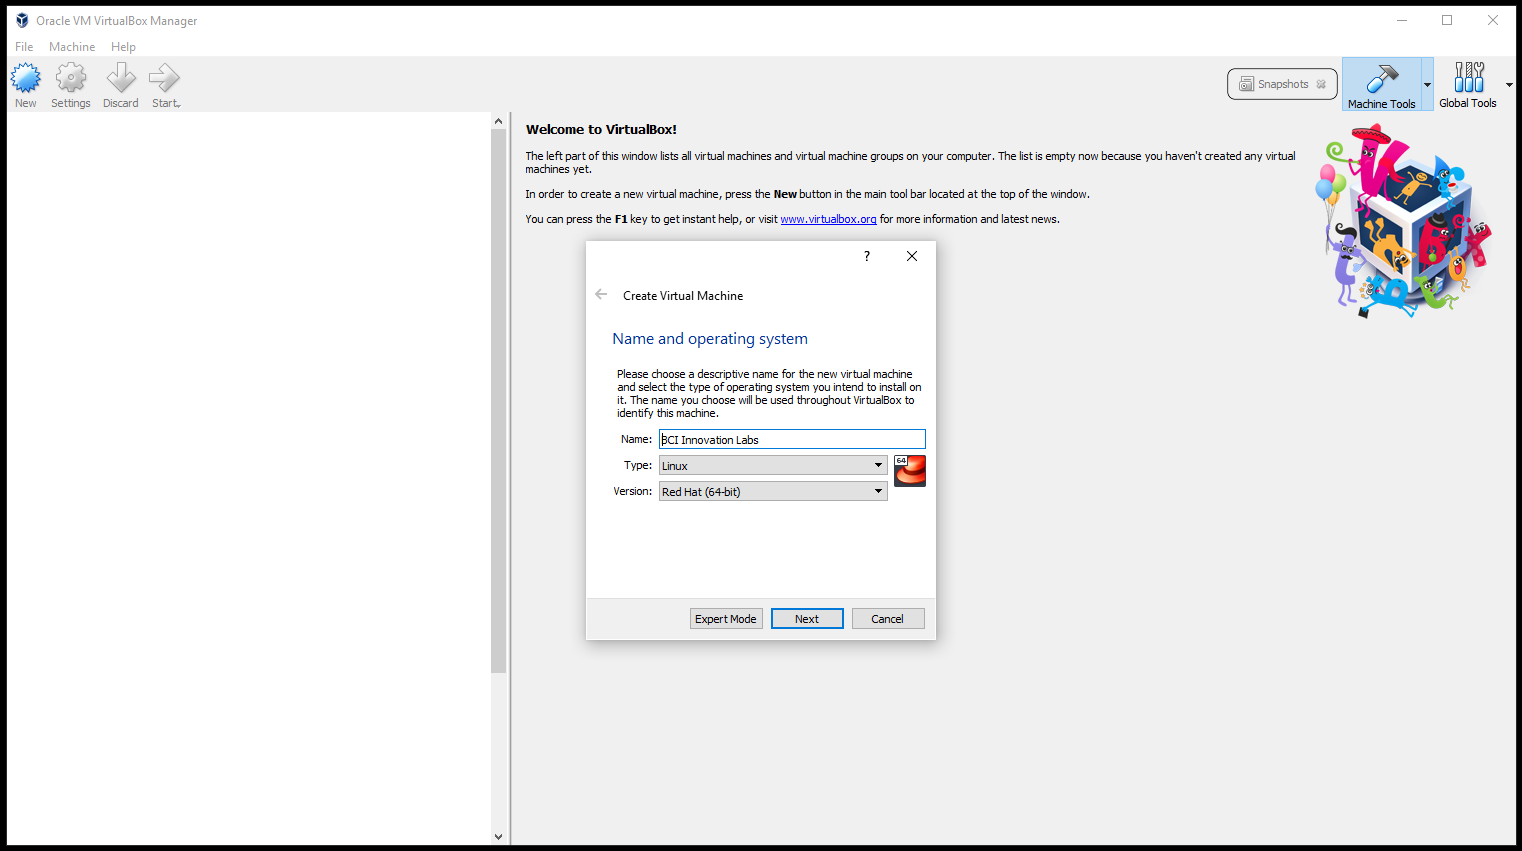 Oracle VM VirtualBox Manager
File Machine Help
New Settings Discard Start
Snapshots
Machine Tools
Global Tools
Welcome to VirtualBox!
The left part of this window lists all virtual machines and virtual machine groups on your computer. The list is empty now because you haven't created any virtual
machines yet.
In order to create a new virtual machine, press the New button in the main tool bar located at the top of the window.
You can press the F1 key to get instant help, or visit www.virtualbox.org for more information and latest news.
?
Create Virtual Machine
Name and operating system
Please choose a descriptive name for the new virtual machine
and select the type of operating system you intend to install on
it. The name you choose will be used throughout VirtualBox to
identify this machine.
Name: BCI Innovation Labs
Type: Linux
64
Version: Red Hat (64-bit)
Expert Mode Next Cancel